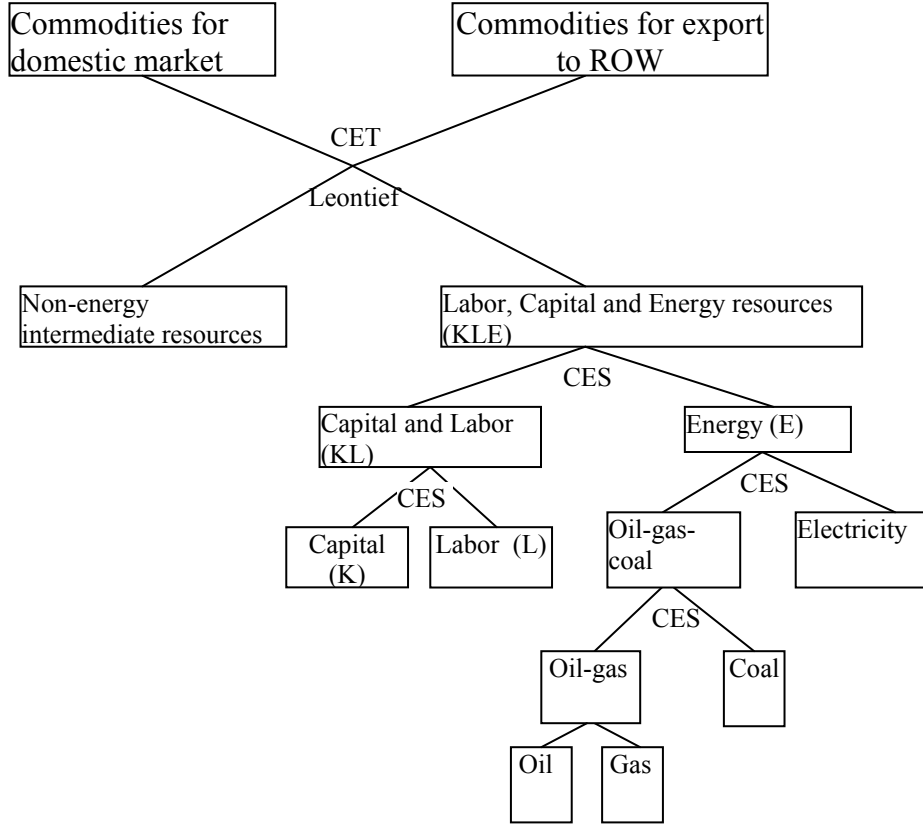 Commodities for
domestic market
Commodities for export
to ROW
CET
Leontief
Non-energy
intermediate resources
Labor, Capital and Energy resources
(KLE)
CES
Capital and Labor
(KL)
Energy (E)
CES
CES
Capital
(K)
Labor (L)
Oil-gas-
coal
Electricity
CES
Oil-gas
Coal
Oil
Gas